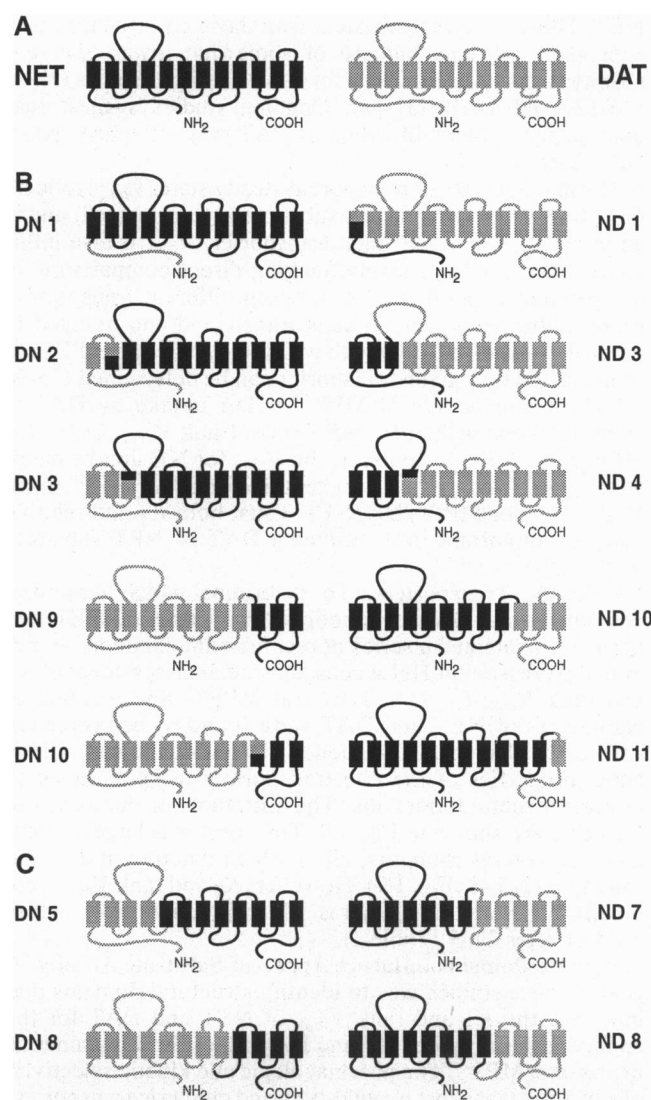 A
NET
DAT
NH2
COOH
NH2
COOH
B
DN 1
ND 1
NH2
COOH
NH2
COOH
DN 2
ND 3
NH2
COOH
NH2
COOH
DN 3
ND 4
NH2
COOH
NH2
COOH
DN 9
ND 10
NH2
COOH
NH2
COOH
DN 10
ND 11
NH2
COOH
NH2
COOH
C
DN 5
ND 7
NH2
COOH
NH2
COOH
DN 8
ND 8
NH2
COOH
NH2
COOH